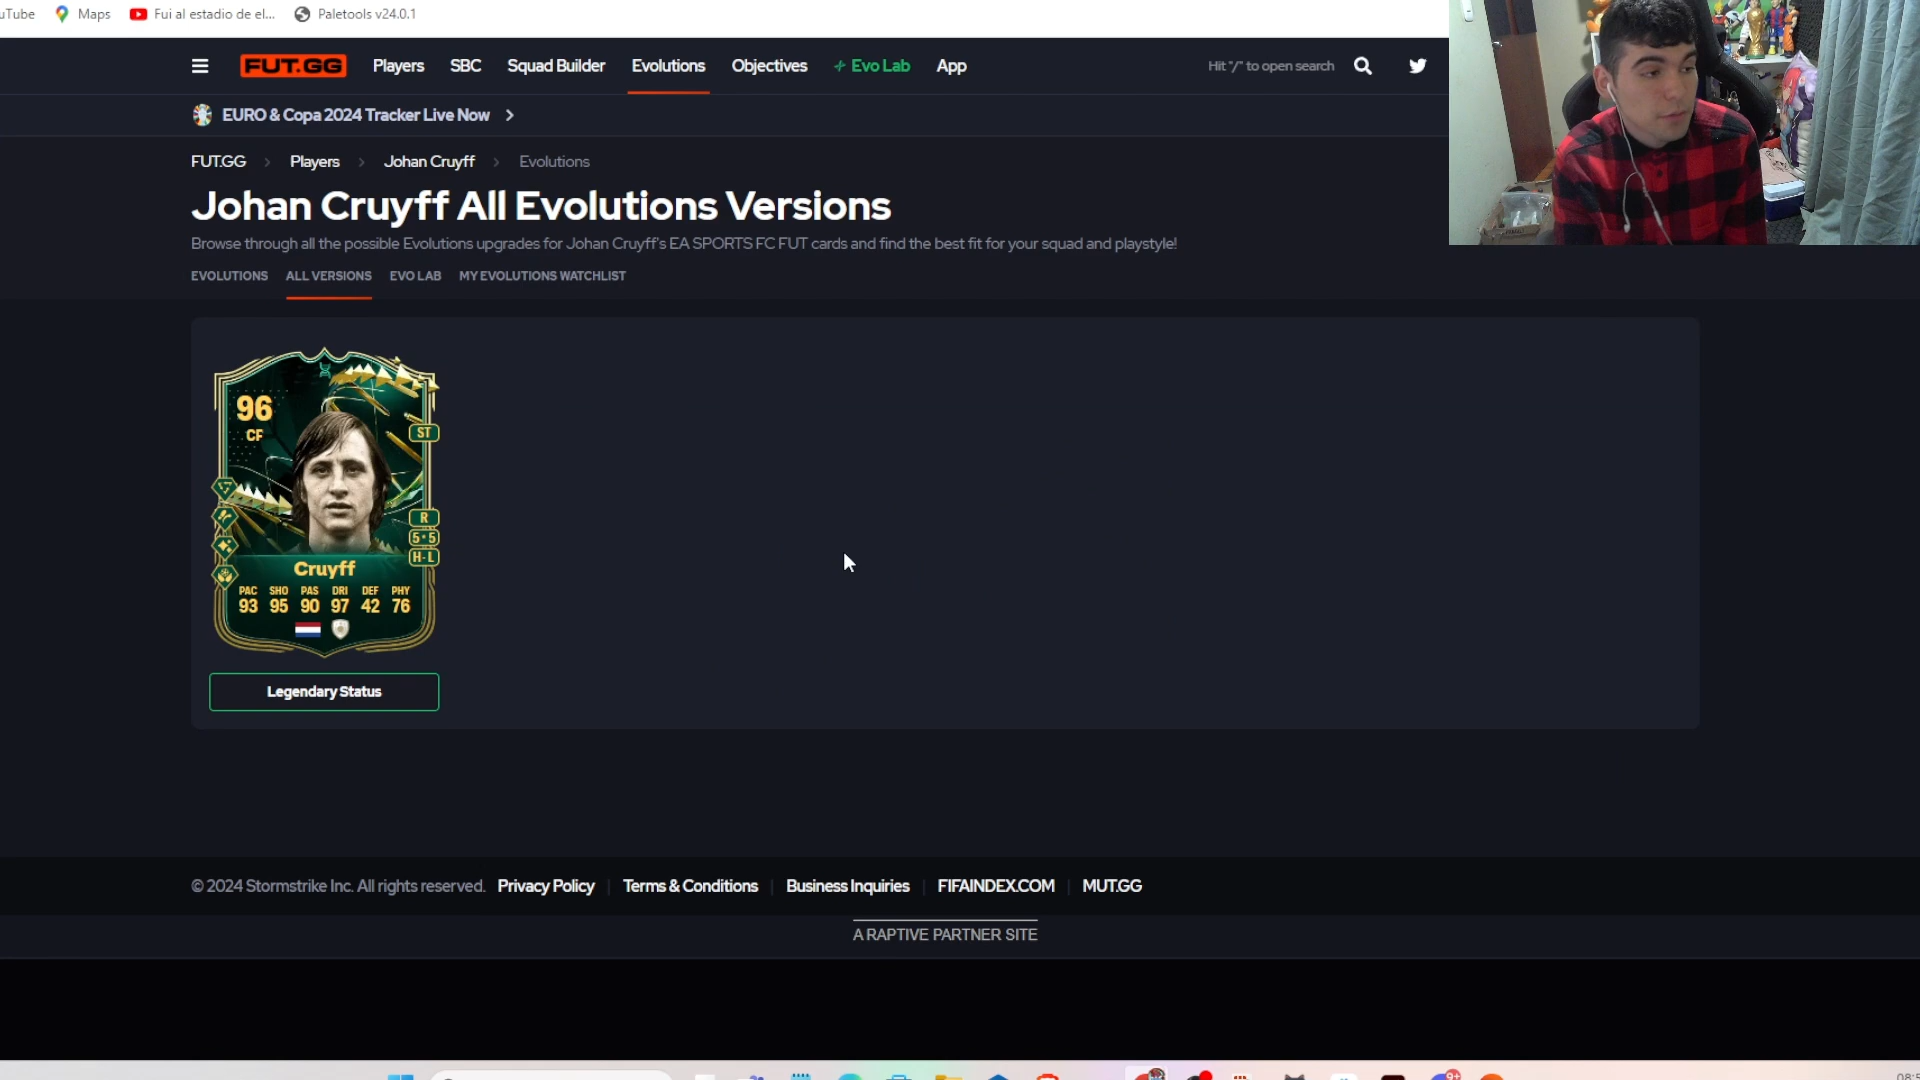 uTube Maps Fui al estadio de el... Paletools v24.0.1
FUT.GG Players SBC Squad Builder Evolutions Objectives Evo Lab App Hit "/" to open search
EURO & Copa 2024 Tracker Live Now
FUT.GG Players Johan Cruyff Evolutions
Johan Cruyff All Evolutions Versions
Browse through all the possible Evolutions upgrades for Johan Cruyff's EA SPORTS FC FUT cards and find the best fit for your squad and playstyle!
EVOLUTIONS ALL VERSIONS EVO LAB MY EVOLUTIONS WATCHLIST
96
CF
ST
R
5⋆5
H-L
Cruyff
PAC SHO PAS DRI DEF PHY
93 95 90 97 42 76
Legendary Status
© 2024 Stormstrike Inc. All rights reserved. Privacy Policy Terms & Conditions Business Inquiries FIFAINDEX.COM MUT.GG
A RAPTIVE PARTNER SITE
9+